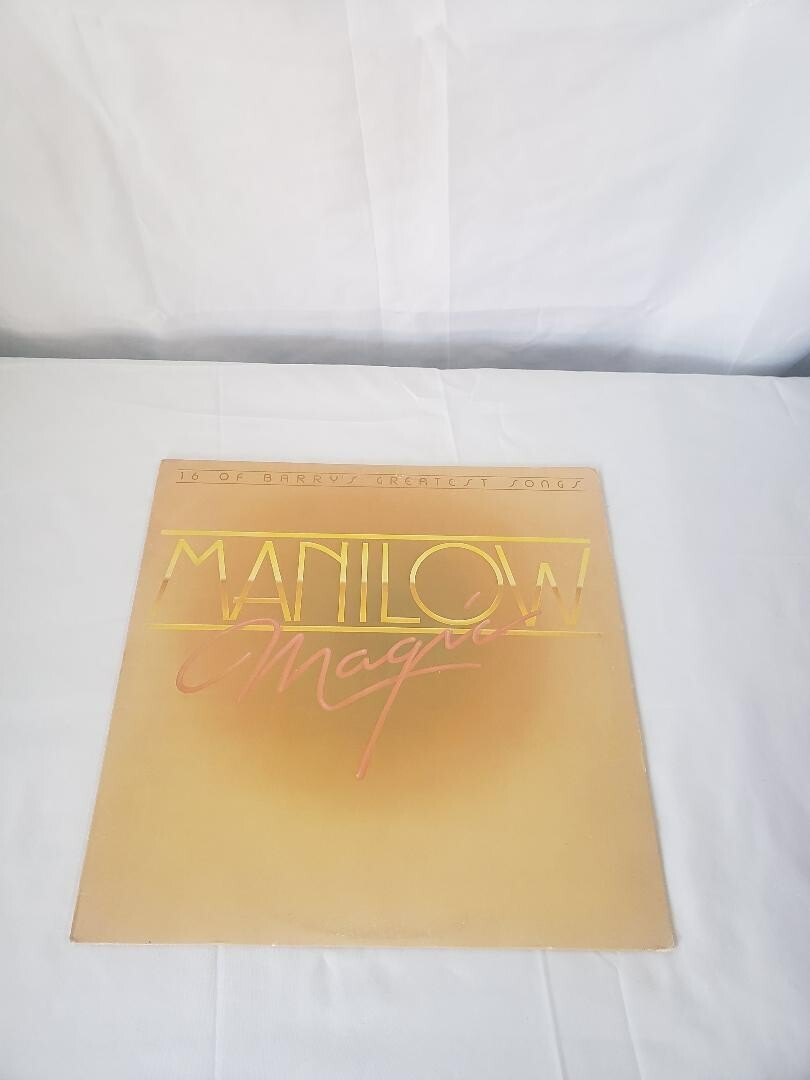 16 OF BARRY'S GREATEST SONGS
MANILOW
Magic